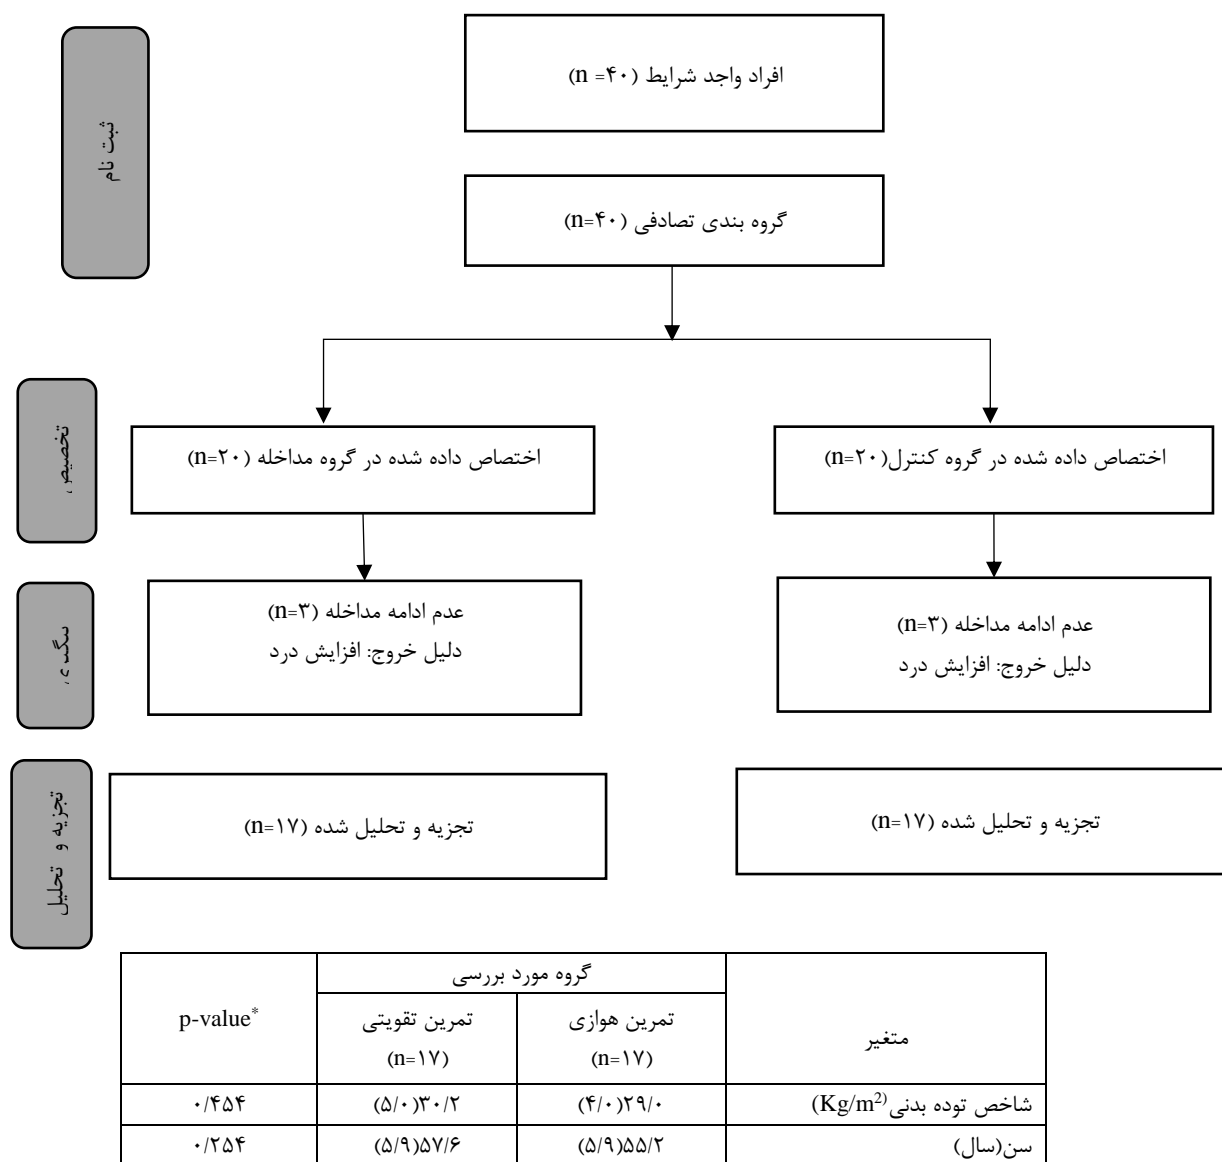 ثبت نام
افراد واجد شرایط (n =۴۰)
گروه بندی تصادفی (n=۴۰)
اختصاص داده شده در گروه کنترل(n=۲۰)
اختصاص داده شده در گروه مداخله (n=۲۰)
عدم ادامه مداخله (n=۳)
دلیل خروج: افزایش درد
عدم ادامه مداخله (n=۳)
دلیل خروج: افزایش درد
تجزیه و تحلیل
تجزیه و تحلیل شده (n=۱۷)
تجزیه و تحلیل شده (n=۱۷)
متغیر
گروه مورد بررسی
p-value*
تمرین هوازی
(n=۱۷)
تمرین تقویتی
(n=۱۷)
شاخص توده بدنی(Kg/m2) ۲۹/۰(۴/۰) ۳۰/۲(۵/۰) ۰/۴۵۴
سن(سال) ۵۵/۲(۵/۹) ۵۷/۶(۵/۹) ۰/۲۵۴